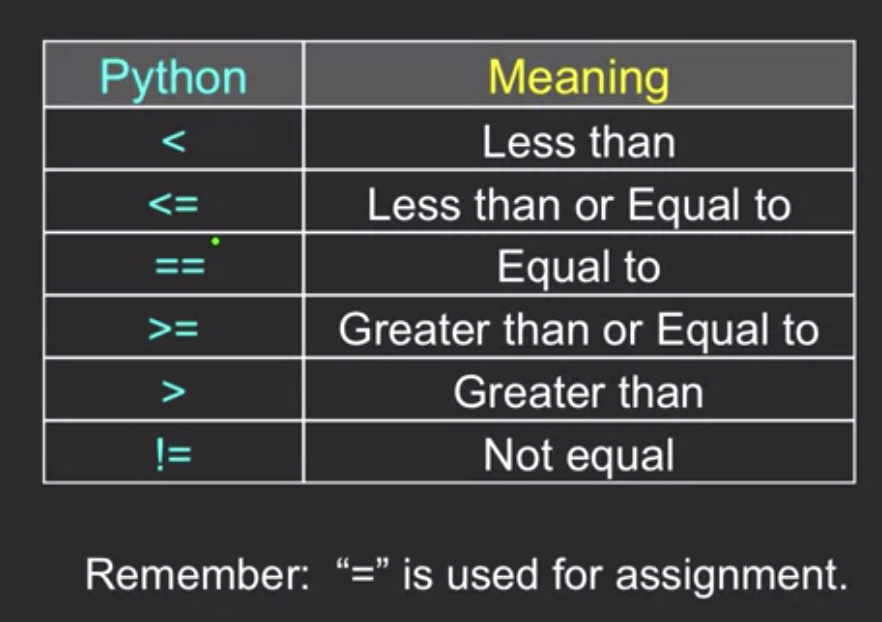 Python Meaning
< Less than
<= Less than or Equal to
== Equal to
>= Greater than or Equal to
> Greater than
!= Not equal
Remember: “=” is used for assignment.